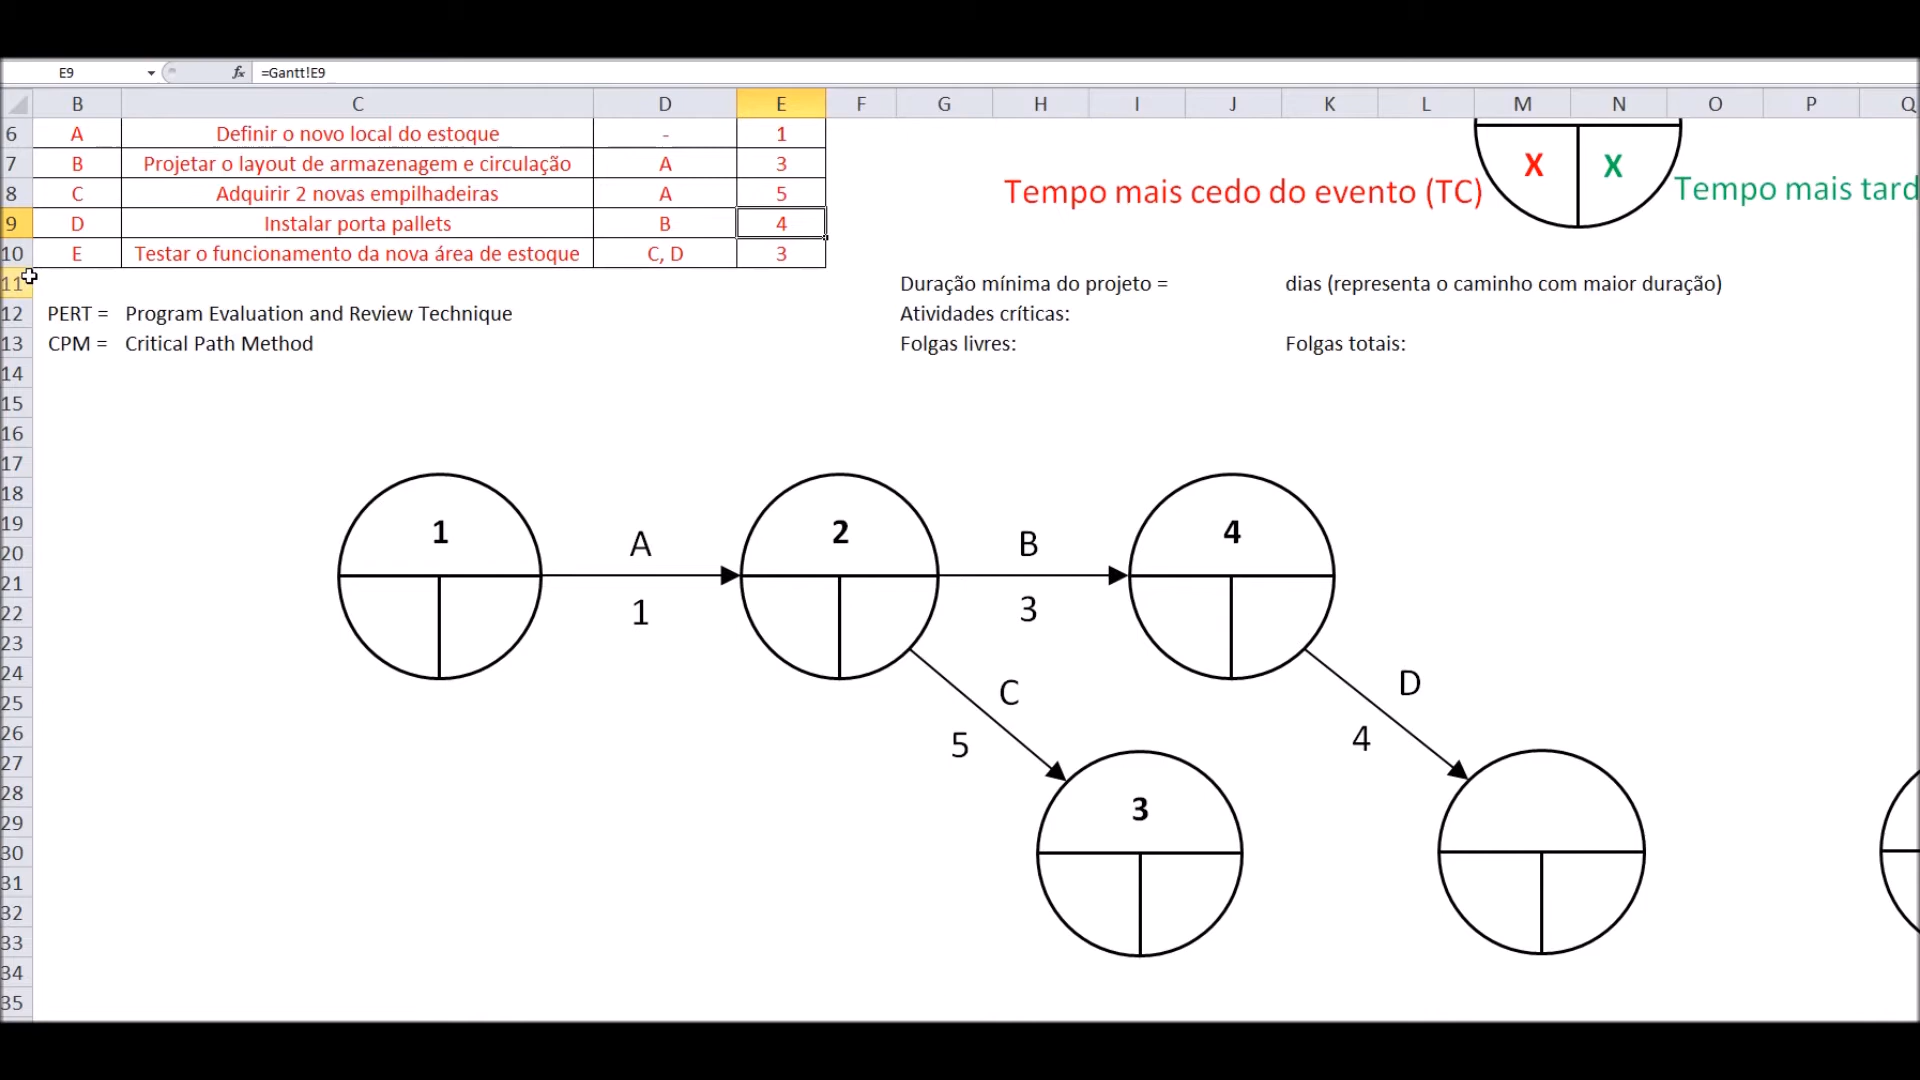 E9 fx =Gantt!E9
B C D E F G H I J K L M N O P Q
6 A Definir o novo local do estoque - 1
7 B Projetar o layout de armazenagem e circulação A 3
X X
8 C Adquirir 2 novas empilhadeiras A 5
Tempo mais cedo do evento (TC) Tempo mais tard
9 D Instalar porta pallets B 4
10 E Testar o funcionamento da nova área de estoque C, D 3
11 Duração mínima do projeto = dias (representa o caminho com maior duração)
12 PERT = Program Evaluation and Review Technique Atividades críticas:
13 CPM = Critical Path Method Folgas livres: Folgas totais:
14
15
16
17
18
19
1 A 2 B 4
20
21
22
1 3
23
24
25
C D
26
5 4
27
28
3
29
30
31
32
33
34
35